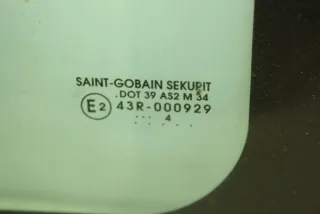 SAINT-GOBAIN SEKURIT
.DOT 39 AS2 M 34
E2 43R-000929
4